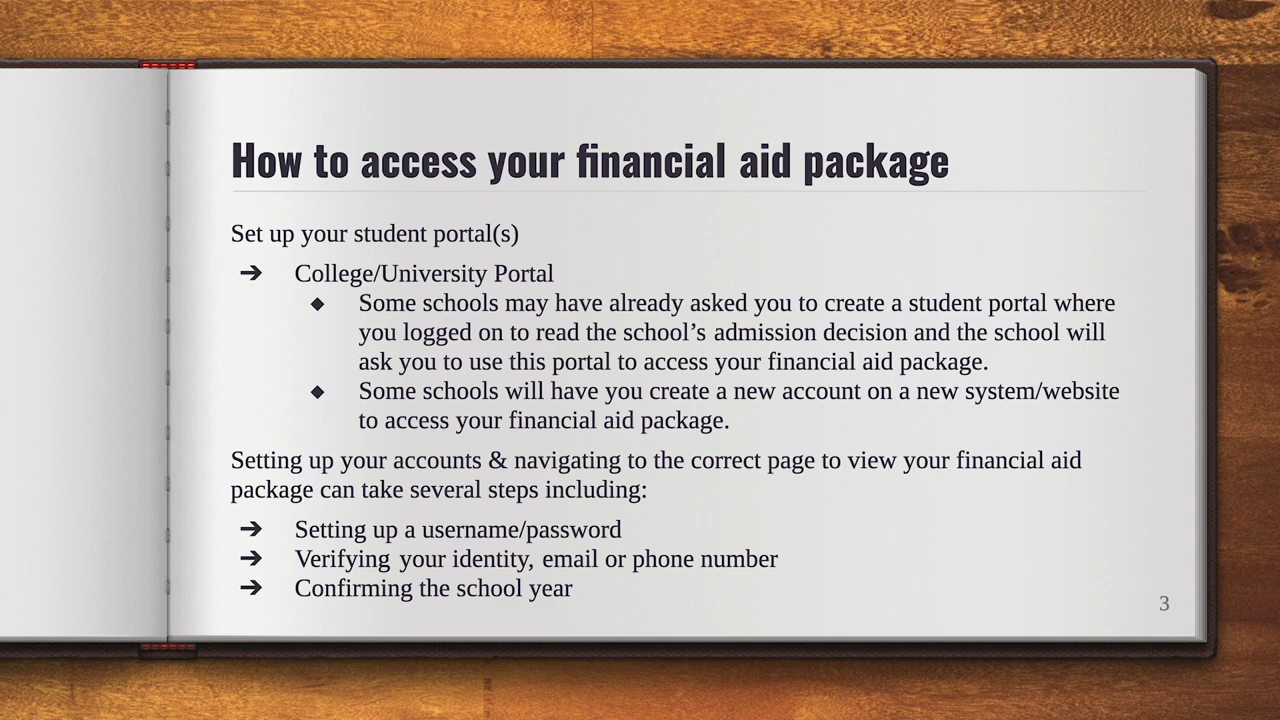 How to access your financial aid package
Set up your student portal(s)
➔ College/University Portal
◆ Some schools may have already asked you to create a student portal where
you logged on to read the school’s admission decision and the school will
ask you to use this portal to access your financial aid package.
◆ Some schools will have you create a new account on a new system/website
to access your financial aid package.
Setting up your accounts & navigating to the correct page to view your financial aid
package can take several steps including:
➔ Setting up a username/password
➔ Verifying your identity, email or phone number
➔ Confirming the school year
3